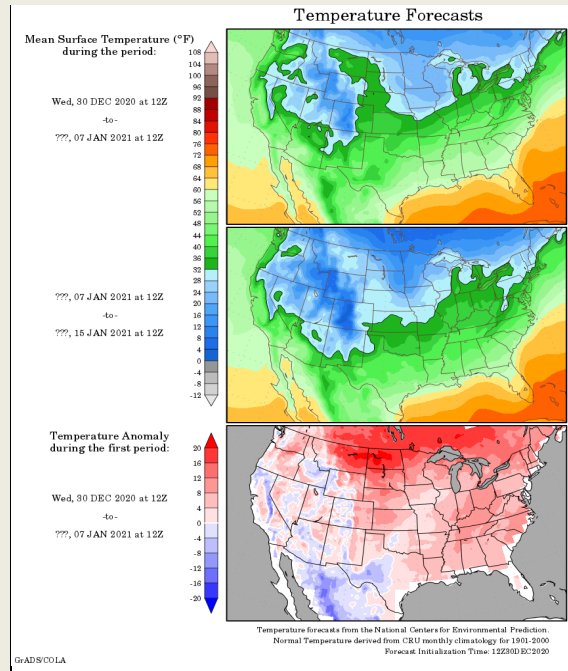 Temperature Forecasts
Mean Surface Temperature (°F)
during the period:
Wed, 30 DEC 2020 at 12Z
-to-
???, 07 JAN 2021 at 12Z
108
104
100
96
92
88
84
80
76
72
68
64
60
56
52
48
44
40
36
32
28
24
20
16
12
8
4
0
-4
-8
-12
???, 07 JAN 2021 at 12Z
-to-
???, 15 JAN 2021 at 12Z
Temperature Anomaly
during the first period:
Wed, 30 DEC 2020 at 12Z
-to-
???, 07 JAN 2021 at 12Z
20
16
12
8
4
0
-4
-8
-12
-16
-20
Temperature forecasts from the National Centers for Environmental Prediction.
Normal Temperature derived from CRU monthly climatology for 1901-2000
Forecast Initialization Time: 12Z30DEC2020
GrADS/COLA